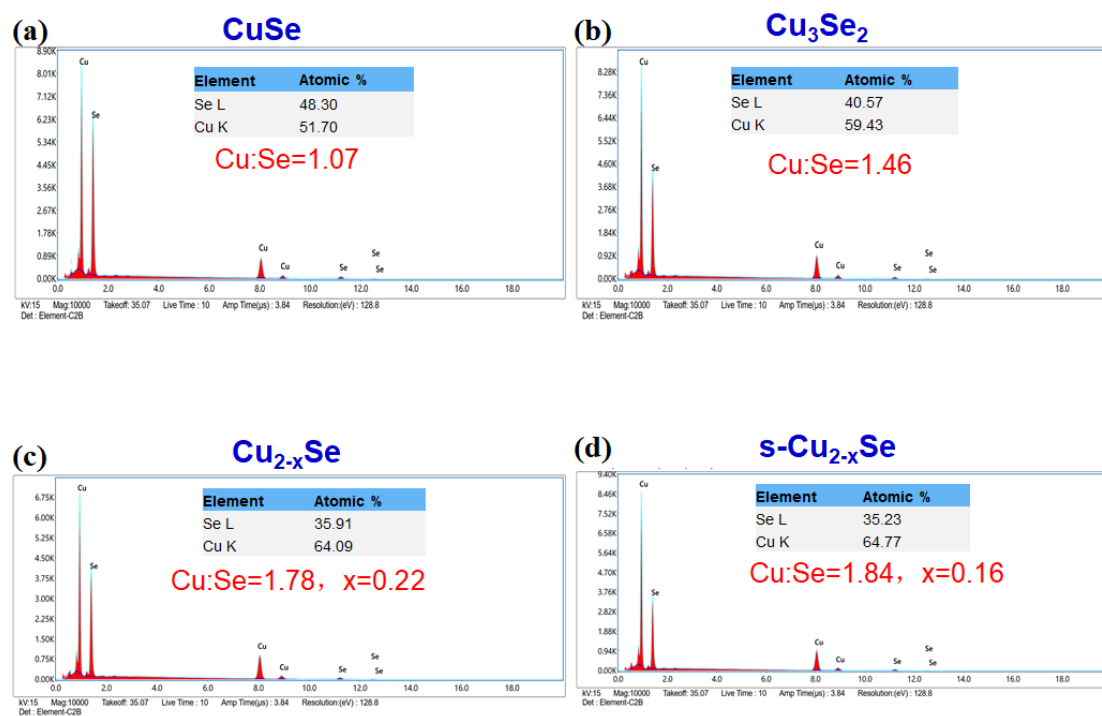 (a)
CuSe
8.90K
8.01K
7.12K
6.23K
5.34K
4.45K
3.56K
2.67K
1.78K
0.89K
0.00K
Cu
Se
Element Atomic %
Se L 48.30
Cu K 51.70
Cu:Se=1.07
Cu
Cu
Se
Se
Se
0.0 2.0 4.0 6.0 8.0 10.0 12.0 14.0 16.0
kV:15 Mag:10000 Takeoff: 35.07 Live Time : 10 Amp Time(µs) : 3.84 Resolution:(eV) : 128.8
Det : Element-C2B
(b)
Cu₃Se₂
8.28K
7.36K
6.44K
5.52K
4.60K
3.68K
2.76K
1.84K
0.92K
0.00K
Cu
Se
Element Atomic %
Se L 40.57
Cu K 59.43
Cu:Se=1.46
Cu
Cu
Se
Se
Se
0.0 2.0 4.0 6.0 8.0 10.0 12.0 14.0 16.0 18.0
kV:15 Mag:10000 Takeoff: 35.07 Live Time : 10 Amp Time(µs) : 3.84 Resolution:(eV) : 128.8
Det : Element-C2B
(c)
Cu₂₋ₓSe
6.75K
6.00K
5.25K
4.50K
3.75K
3.00K
2.25K
1.50K
0.75K
0.00K
Cu
Se
Element Atomic %
Se L 35.91
Cu K 64.09
Cu:Se=1.78，x=0.22
Cu
Cu
Se
Se
Se
0.0 2.0 4.0 6.0 8.0 10.0 12.0 14.0 16.0 18.0
kV:15 Mag:10000 Takeoff: 35.07 Live Time : 10 Amp Time(µs) : 3.84 Resolution:(eV) : 128.8
Det : Element-C2B
(d)
s-Cu₂₋ₓSe
9.40K
8.46K
7.52K
6.58K
5.64K
4.70K
3.76K
2.82K
1.88K
0.94K
0.00K
Cu
Se
Element Atomic %
Se L 35.23
Cu K 64.77
Cu:Se=1.84，x=0.16
Cu
Cu
Se
Se
Se
0.0 2.0 4.0 6.0 8.0 10.0 12.0 14.0 16.0 18.0
kV:15 Mag:10000 Takeoff: 35.07 Live Time : 10 Amp Time(µs) : 3.84 Resolution:(eV) : 128.8
Det : Element-C2B